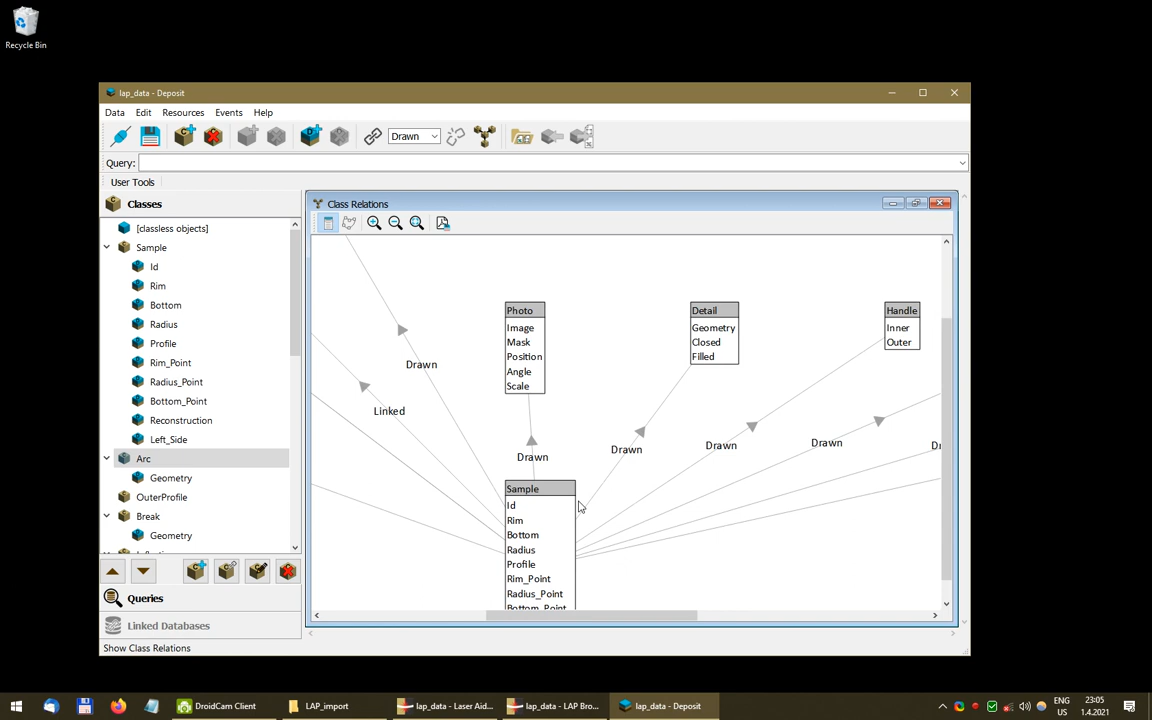 Recycle Bin
lap_data - Deposit
Data Edit Resources Events Help
Drawn
Query:
User Tools
Classes
[classless objects]
Sample
Id
Rim
Bottom
Radius
Profile
Rim_Point
Radius_Point
Bottom_Point
Reconstruction
Left_Side
Arc
Geometry
OuterProfile
Break
Geometry
Queries
Linked Databases
Show Class Relations
Class Relations
Photo
Image
Mask
Position
Angle
Scale
Detail
Geometry
Closed
Filled
Handle
Inner
Outer
Drawn
Linked
Drawn
Drawn
Drawn
Drawn
Sample
Id
Rim
Bottom
Radius
Profile
Rim_Point
Radius_Point
Bottom_Point
DroidCam Client
LAP_import
lap_data - Laser Aid...
lap_data - LAP Bro...
lap_data - Deposit
ENG
US
23:05
1.4.2021